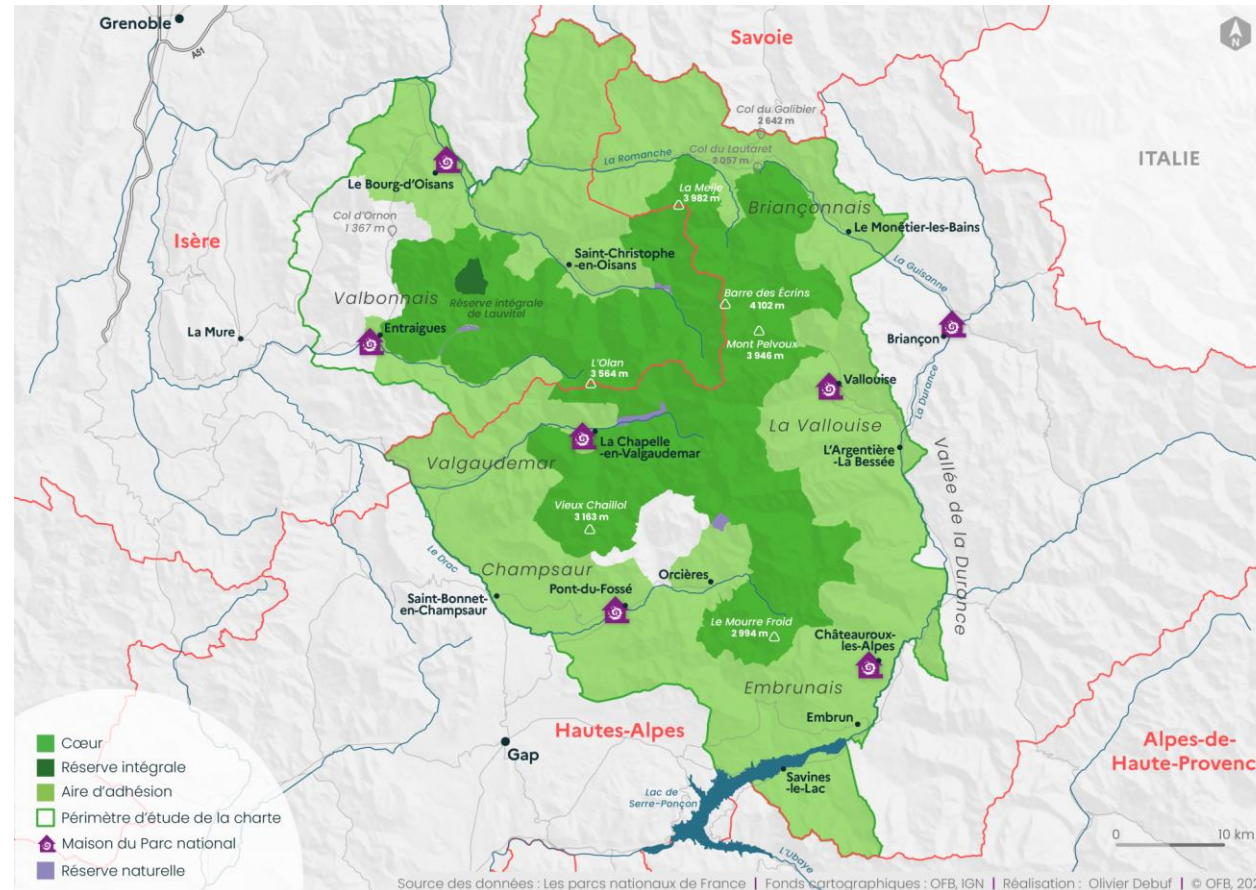 Grenoble
A51
Savoie
Col du Galibier
2 642 m
Col du Lautaret
2 057 m
ITALIE
La Romanche
Le Bourg-d'Oisans
La Meije
3 982 m
Briançonnais
Col d'Ornon
1 367 m
Le Monêtier-les-Bains
Isère
Saint-Christophe
-en-Oisans
La Guisanne
Réserve intégrale
de Lauvitel
Barre des Écrins
4 102 m
Valbonnais
La Mure
Entraigues
Mont Pelvoux
3 946 m
Briançon
L'Olan
3 564 m
Vallouise
La Durance
La Vallouise
La Chapelle
-en-Valgaudemar
L'Argentière
-La Bessée
Valgaudemar
Vallée de la Durance
Vieux Chaillol
3 163 m
Le Drac
Champsaur
Orcières
Saint-Bonnet-
en-Champsaur
Pont-du-Fossé
Le Mourre Froid
2 994 m
Châteauroux-
les-Alpes
Embrunais
Embrun
Hautes-Alpes
Gap
Alpes-de-
Haute-Provenc
Savines
-le-Lac
Lac de
Serre-Ponçon
L'Ubaye
0 10 km
N
Cœur
Réserve intégrale
Aire d'adhésion
Périmètre d'étude de la charte
Maison du Parc national
Réserve naturelle
Source des données : Les parcs nationaux de France | Fonds cartographiques : OFB, IGN | Réalisation : Olivier Debuf | © OFB, 20